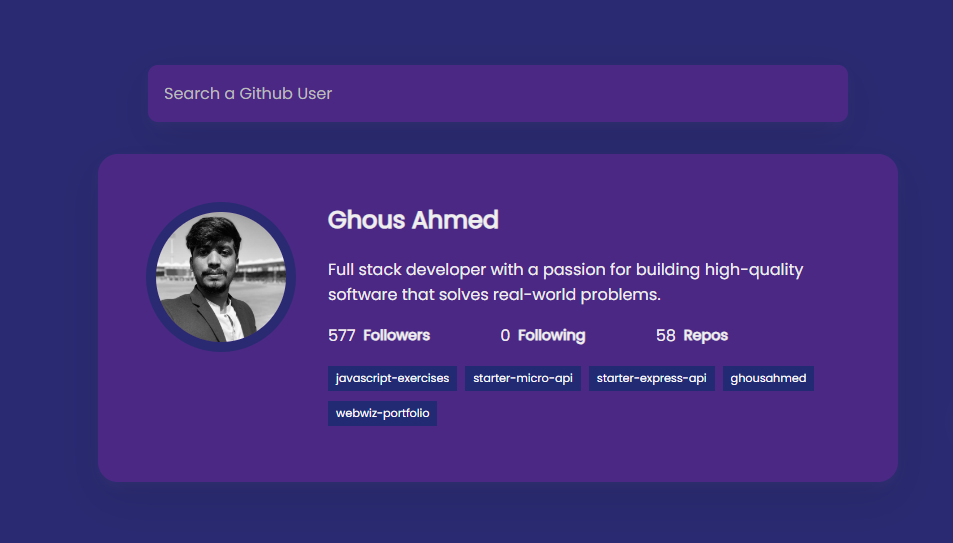 Search a Github User
Ghous Ahmed
Full stack developer with a passion for building high-quality
software that solves real-world problems.
577 Followers 0 Following 58 Repos
javascript-exercises starter-micro-api starter-express-api ghousahmed
webwiz-portfolio